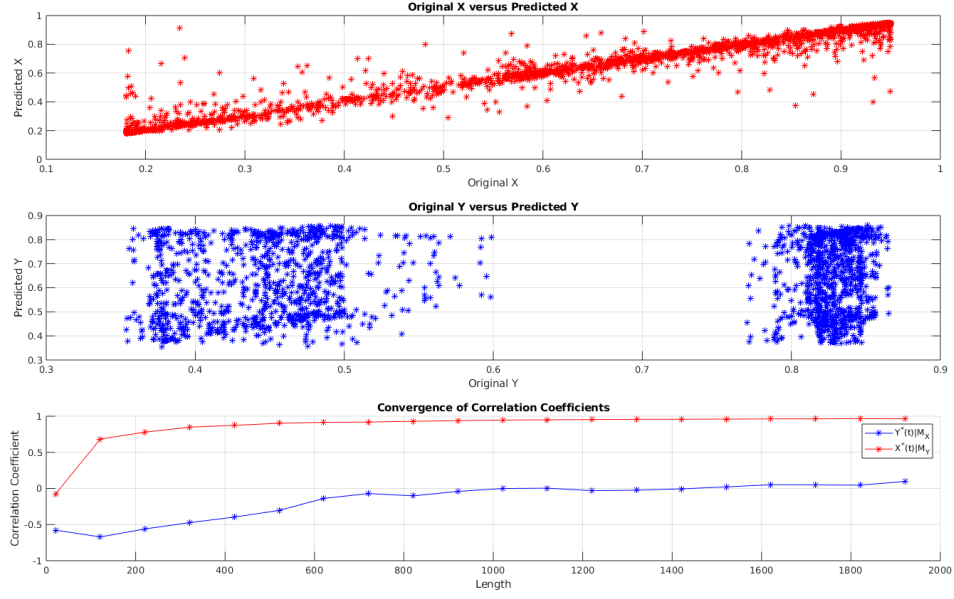 Original X versus Predicted X
1
0.8
0.6
0.4
0.2
0
Predicted X
0.1 0.2 0.3 0.4 0.5 0.6 0.7 0.8 0.9 1
Original X
Original Y versus Predicted Y
0.9
0.8
0.7
0.6
0.5
0.4
0.3
Predicted Y
0.3 0.4 0.5 0.6 0.7 0.8 0.9
Original Y
Convergence of Correlation Coefficients
1
0.5
0
-0.5
-1
Correlation Coefficient
Y*(t)|M_X
X*(t)|M_Y
0 200 400 600 800 1000 1200 1400 1600 1800 2000
Length